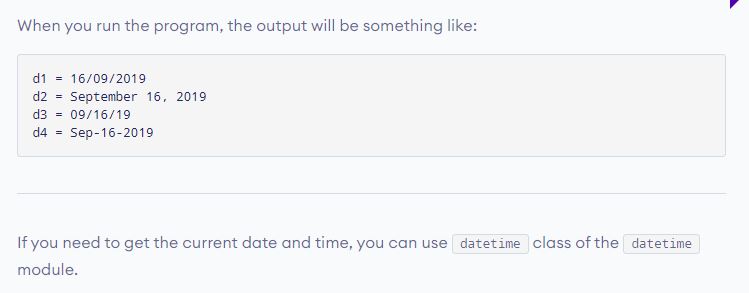 When you run the program, the output will be something like:
d1 = 16/09/2019
d2 = September 16, 2019
d3 = 09/16/19
d4 = Sep-16-2019
If you need to get the current date and time, you can use datetime class of the datetime
module.